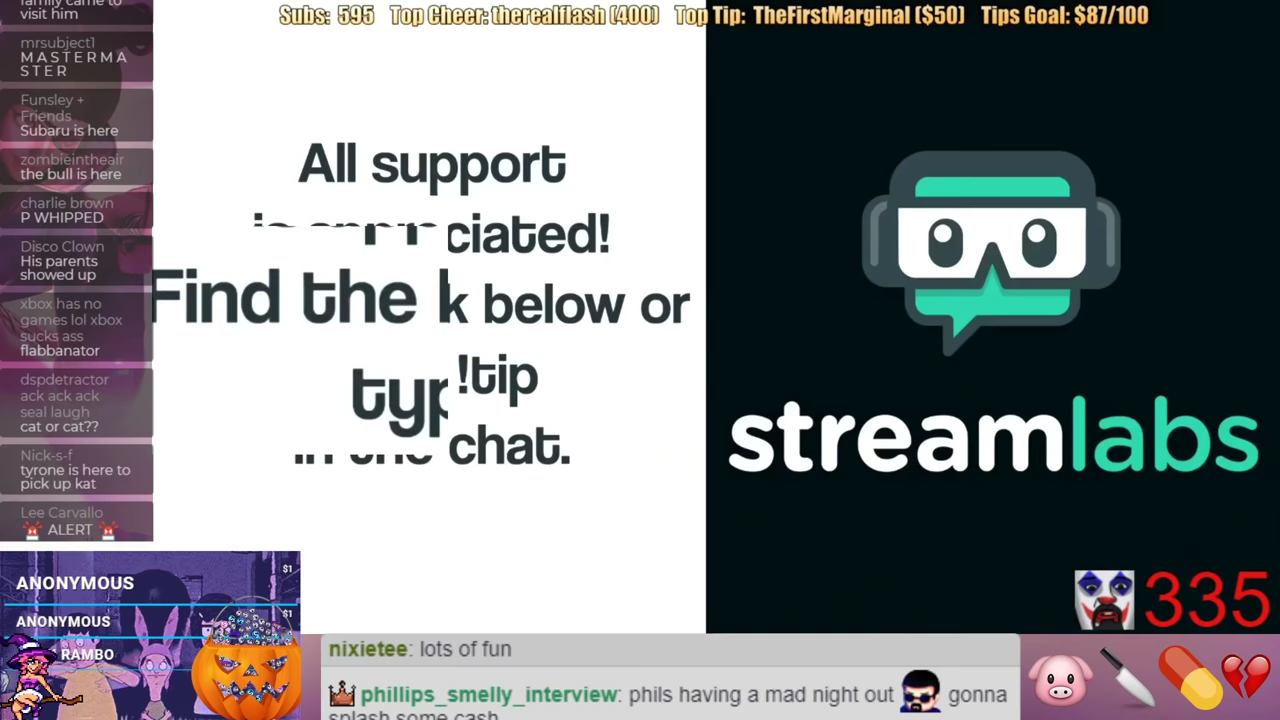 Subs: 595 Top Cheer: therealflash (400) Top Tip: TheFirstMarginal ($50) Tips Goal: $87/100
family came to
visit him
mrsubject1
M A S T E R M A
S T E R
Funsley +
Friends
Subaru is here
zombieintheair
the bull is here
charlie brown
P WHIPPED
Disco Clown
His parents
showed up
xbox has no
games lol xbox
sucks ass
flabbanator
dspdetractor
ack ack ack
seal laugh
cat or cat??
Nick-s-f
tyrone is here to
pick up kat
Lee Carvallo
ALERT
All support
ciated!
Find the k below or
typ !tip
chat.
streamlabs
335
ANONYMOUS $1
ANONYMOUS $1
RAMBO
nixietee: lots of fun
phillips_smelly_interview: phils having a mad night out gonna
splash some cash